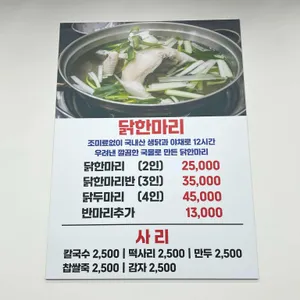 닭한마리
조미료없이 국내산 생닭과 야채로 12시간
우려낸 깔끔한 국물로 만든 닭한마리
닭한마리 (2인) 25,000
닭한마리반 (3인) 35,000
닭두마리 (4인) 45,000
반마리추가 13,000
사 리
칼국수 2,500 | 떡사리 2,500 | 만두 2,500
찹쌀죽 2,500 | 감자 2,500